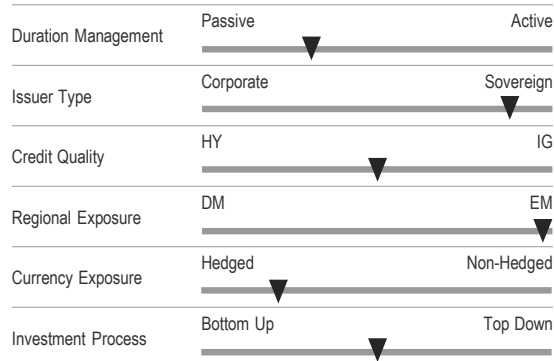 Passive Active
Duration Management
Corporate Sovereign
Issuer Type
HY IG
Credit Quality
DM EM
Regional Exposure
Hedged Non-Hedged
Currency Exposure
Bottom Up Top Down
Investment Process